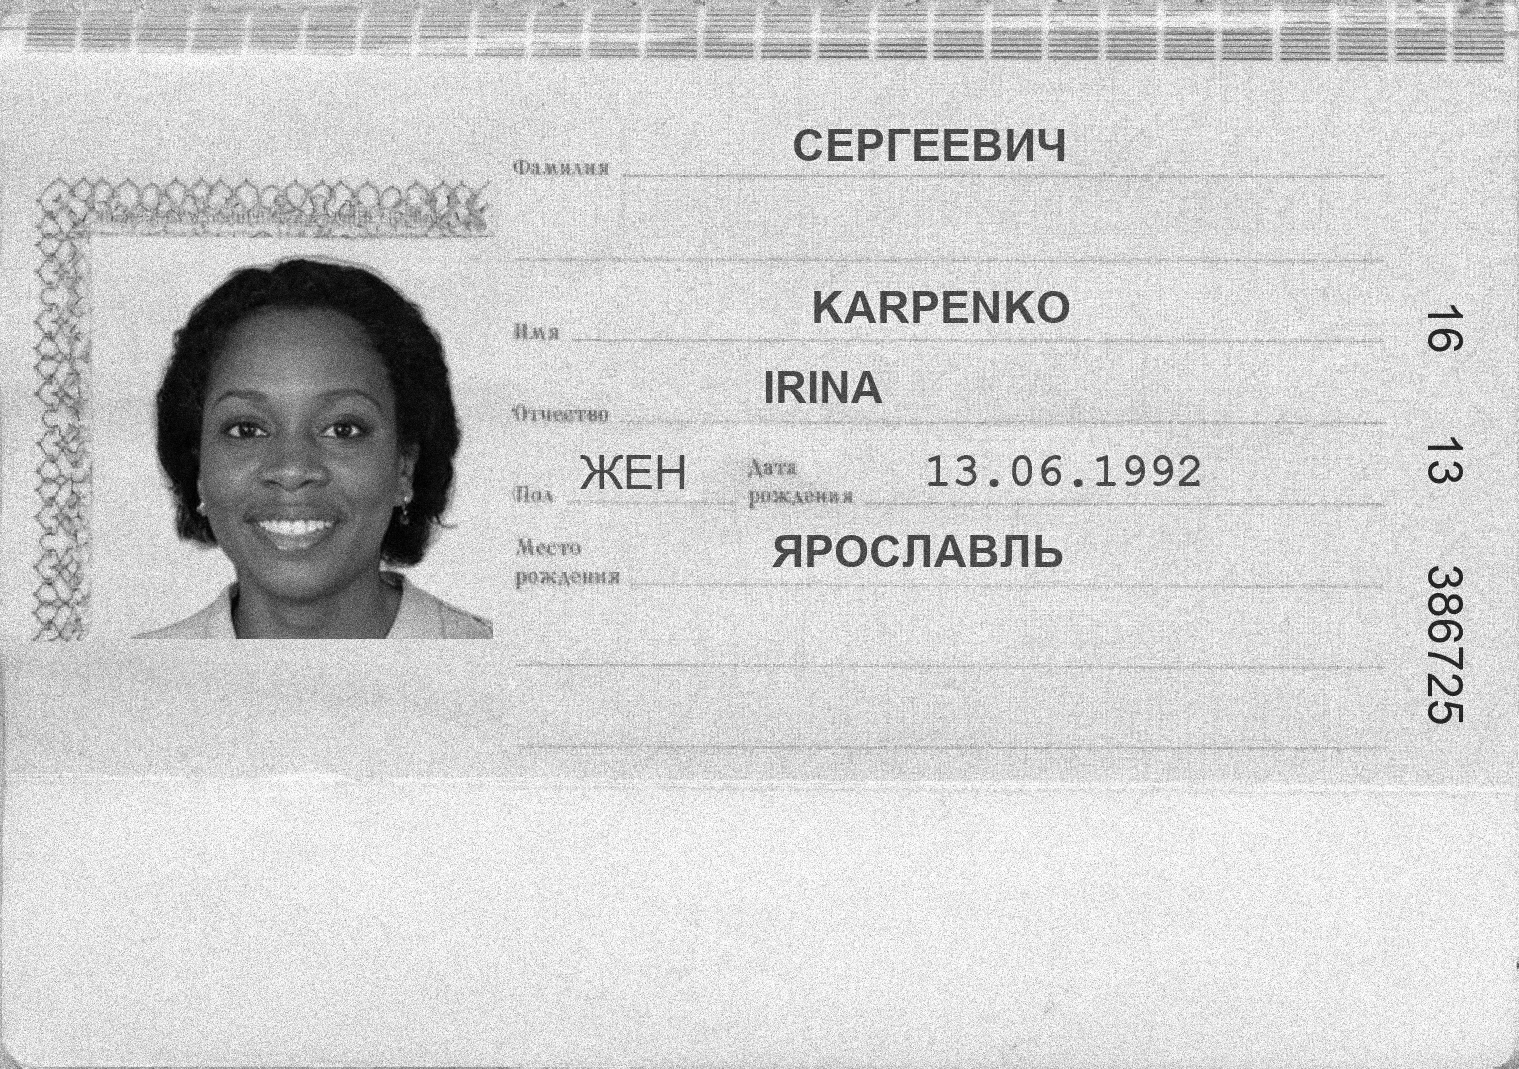 Фамилия СЕРГЕЕВИЧ
Имя KARPENKO
Отчество IRINA
Пол ЖЕН Дата рождения 13.06.1992
Место рождения ЯРОСЛАВЛЬ
16 13 386725